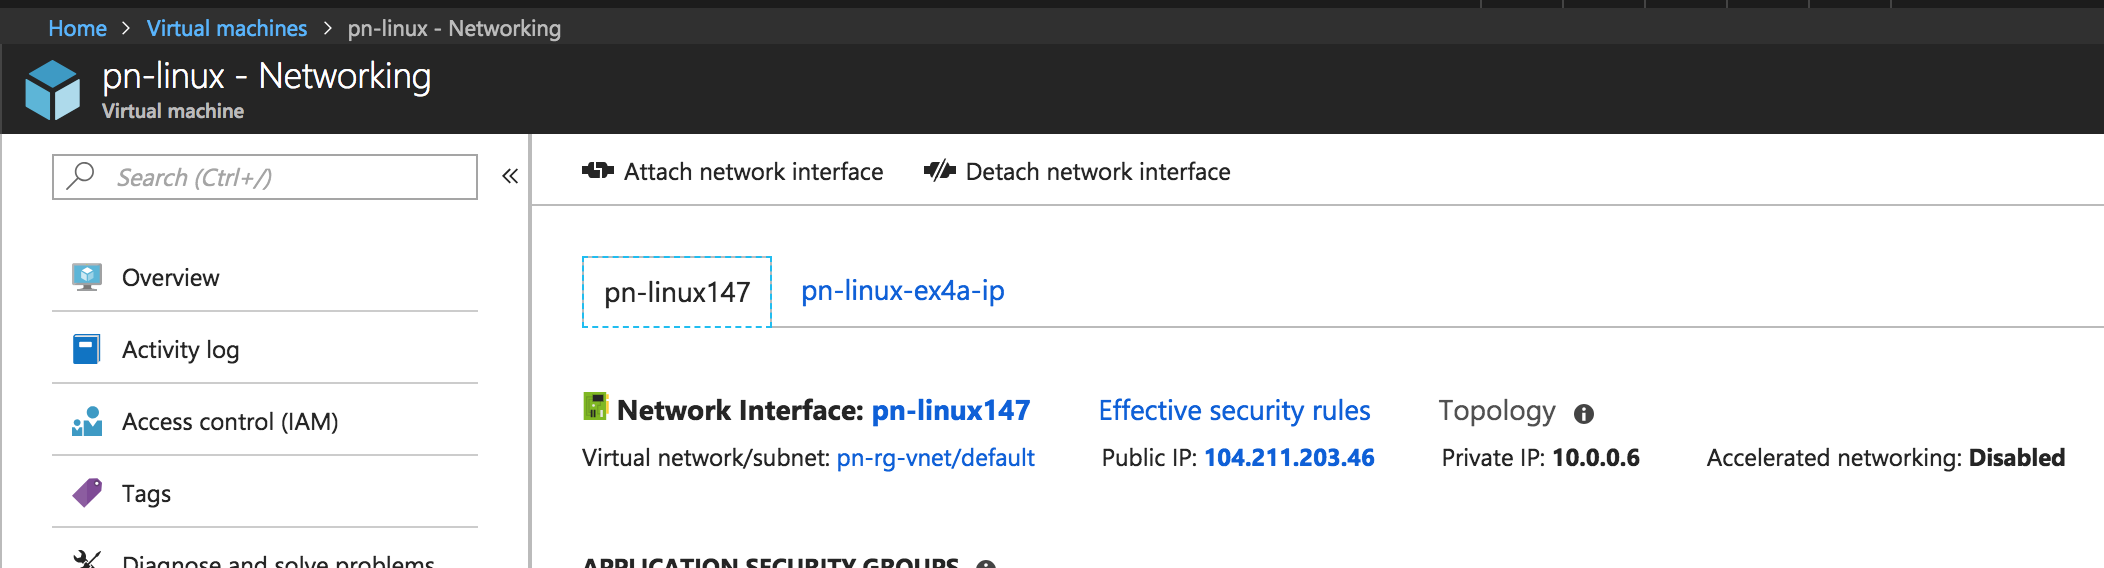 Home > Virtual machines > pn-linux - Networking
pn-linux - Networking
Virtual machine
Search (Ctrl+/)
«
Overview
Activity log
Access control (IAM)
Tags
Diagnose and solve problems
Attach network interface Detach network interface
pn-linux147 pn-linux-ex4a-ip
Network Interface: pn-linux147 Effective security rules Topology
Virtual network/subnet: pn-rg-vnet/default Public IP: 104.211.203.46 Private IP: 10.0.0.6 Accelerated networking: Disabled
APPLICATION SECURITY GROUPS